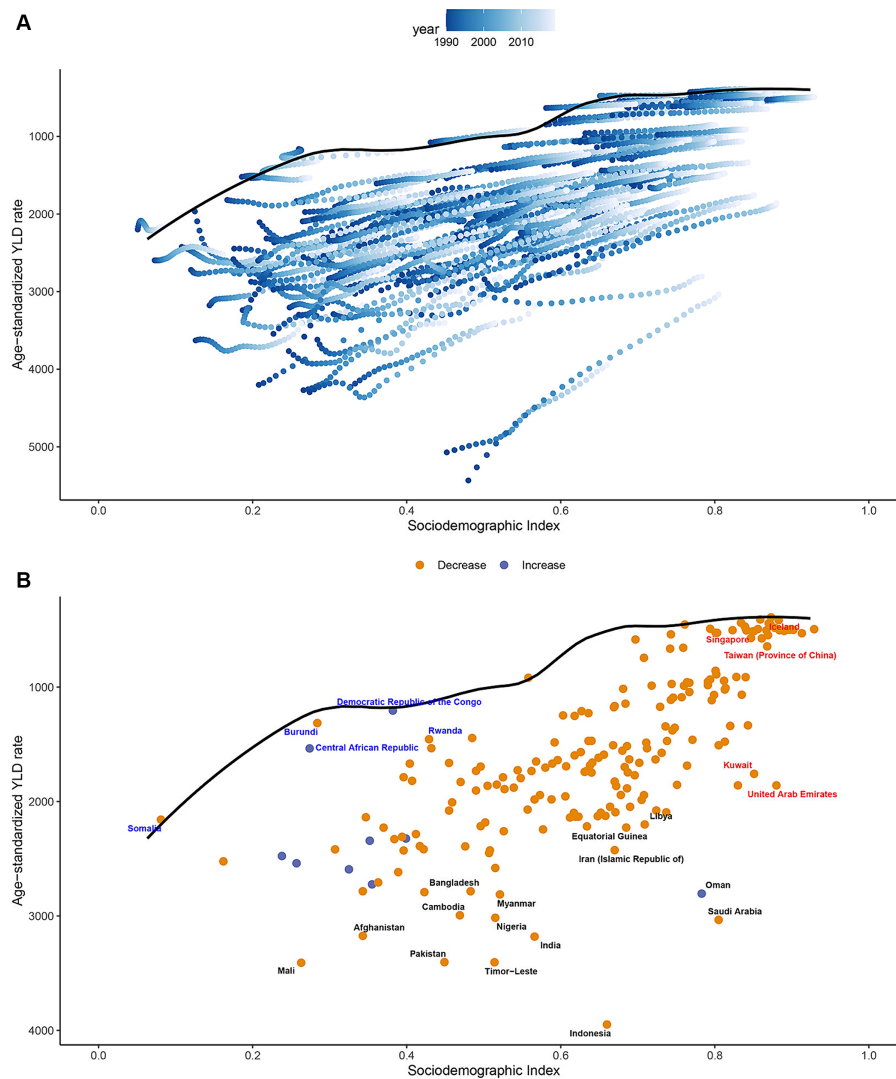 A
year
1990 2000 2010
1000
2000
3000
4000
5000
Age−standardized YLD rate
0.0 0.2 0.4 0.6 0.8 1.0
Sociodemographic Index
B
Decrease Increase
Iceland
Singapore
Taiwan (Province of China)
1000
Democratic Republic of the Congo
Burundi
Rwanda
Central African Republic
Kuwait
United Arab Emirates
2000
Libya
Somalia
Equatorial Guinea
Iran (Islamic Republic of)
Bangladesh
Oman
Myanmar
Cambodia
Saudi Arabia
3000
Nigeria
Afghanistan
India
Pakistan
Mali
Timor−Leste
Indonesia
4000
Age−standardized YLD rate
0.0 0.2 0.4 0.6 0.8 1.0
Sociodemographic Index